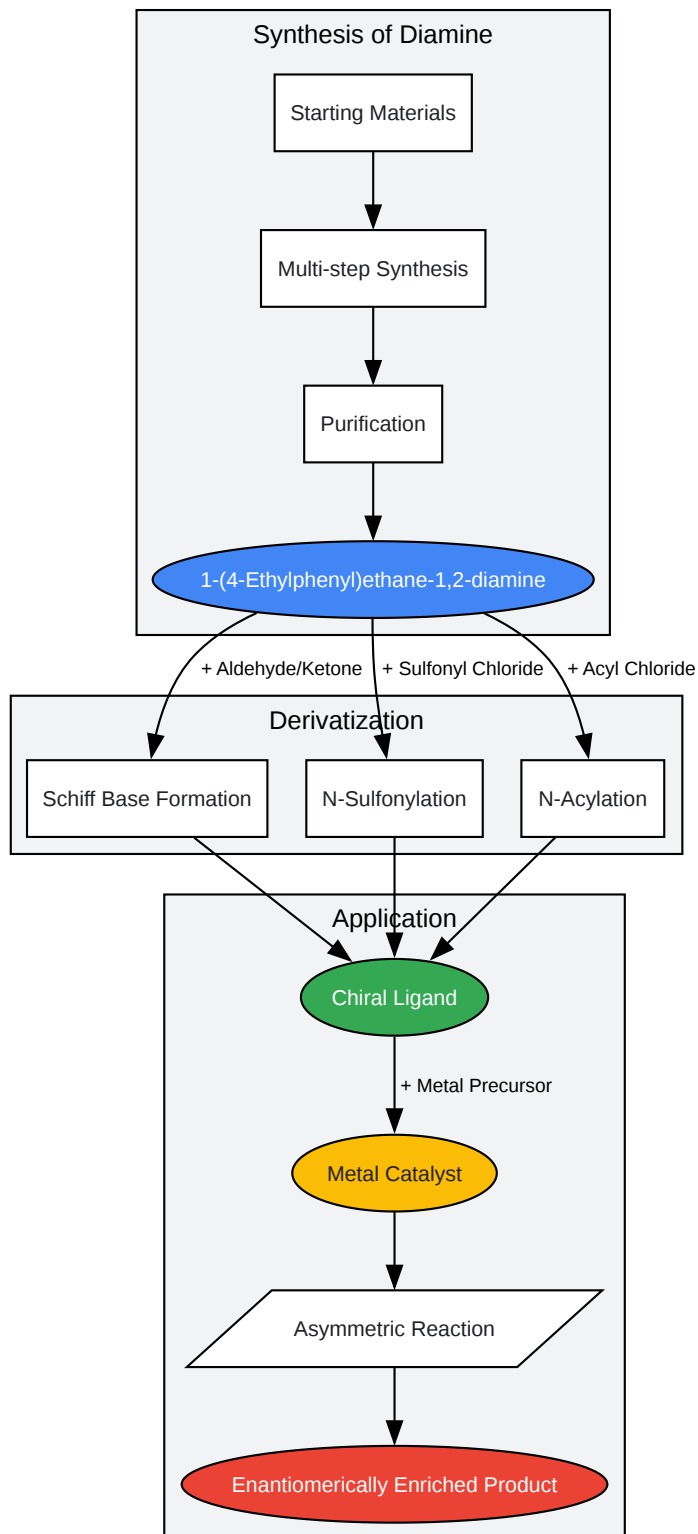 Synthesis of Diamine
Starting Materials
Multi-step Synthesis
Purification
1-(4-Ethylphenyl)ethane-1,2-diamine
+ Aldehyde/Ketone
+ Sulfonyl Chloride
+ Acyl Chloride
Derivatization
Schiff Base Formation
N-Sulfonylation
N-Acylation
Application
Chiral Ligand
+ Metal Precursor
Metal Catalyst
Asymmetric Reaction
Enantiomerically Enriched Product